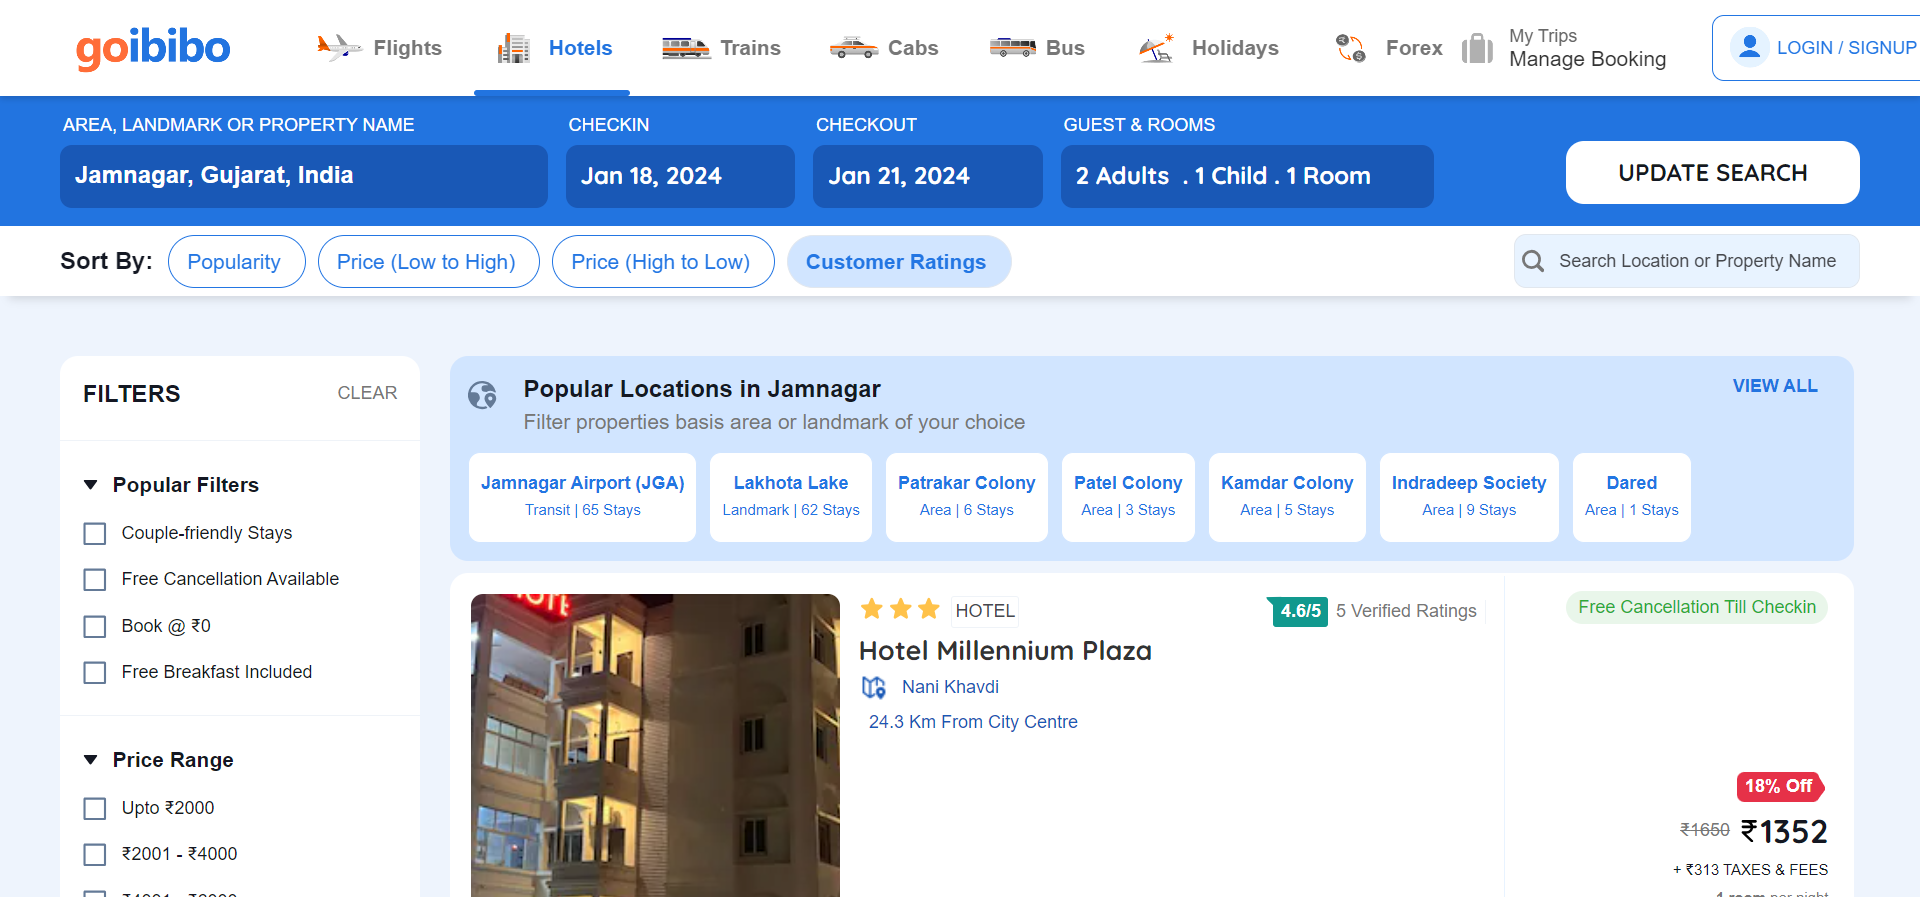 goibibo
Flights
Hotels
Trains
Cabs
Bus
Holidays
Forex
My Trips
Manage Booking
LOGIN / SIGNUP
AREA, LANDMARK OR PROPERTY NAME
CHECKIN
CHECKOUT
GUEST & ROOMS
Jamnagar, Gujarat, India
Jan 18, 2024
Jan 21, 2024
2 Adults . 1 Child . 1 Room
UPDATE SEARCH
Sort By:
Popularity
Price (Low to High)
Price (High to Low)
Customer Ratings
Search Location or Property Name
FILTERS
CLEAR
Popular Filters
Couple-friendly Stays
Free Cancellation Available
Book @ ₹0
Free Breakfast Included
Price Range
Upto ₹2000
₹2001 - ₹4000
Popular Locations in Jamnagar
VIEW ALL
Filter properties basis area or landmark of your choice
Jamnagar Airport (JGA)
Transit | 65 Stays
Lakhota Lake
Landmark | 62 Stays
Patrakar Colony
Area | 6 Stays
Patel Colony
Area | 3 Stays
Kamdar Colony
Area | 5 Stays
Indradeep Society
Area | 9 Stays
Dared
Area | 1 Stays
HOTEL
4.6/5
5 Verified Ratings
Hotel Millennium Plaza
Nani Khavdi
24.3 Km From City Centre
Free Cancellation Till Checkin
18% Off
₹1650 ₹1352
+ ₹313 TAXES & FEES
1 room per night